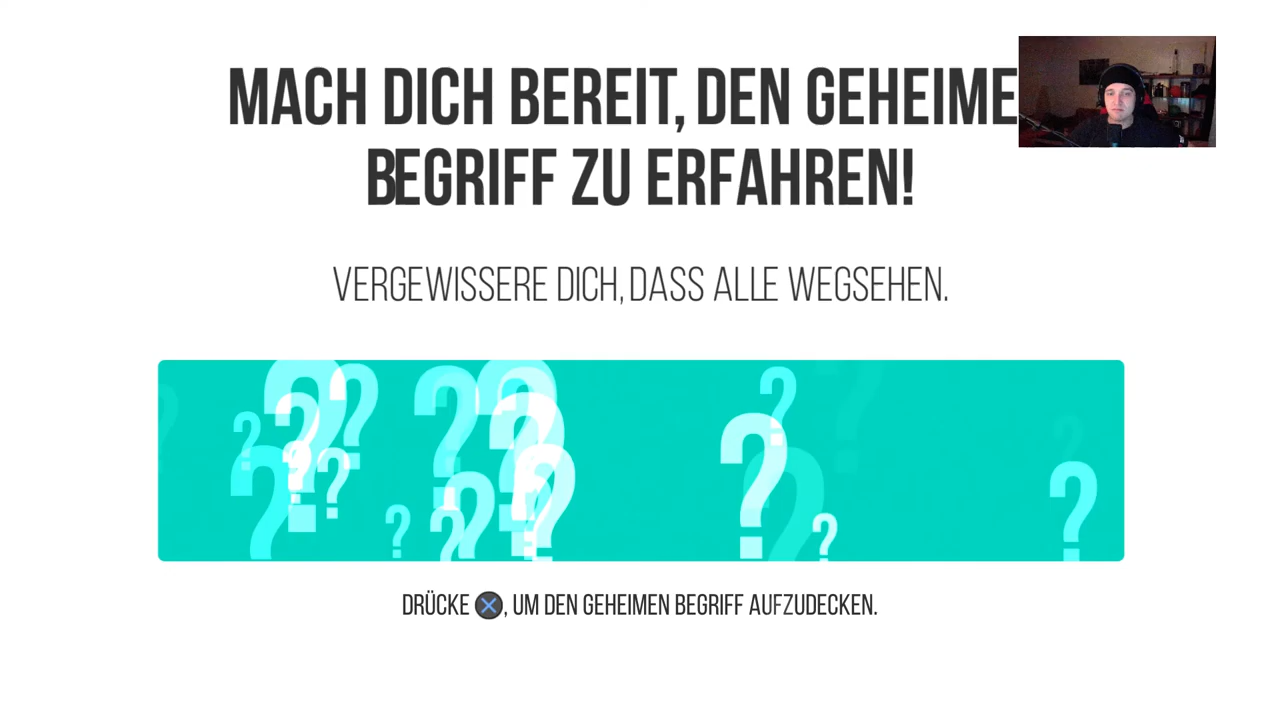 MACH DICH BEREIT, DEN GEHEIME
BEGRIFF ZU ERFAHREN!
VERGEWISSERE DICH, DASS ALLE WEGSEHEN.
DRÜCKE , UM DEN GEHEIMEN BEGRIFF AUFZUDECKEN.